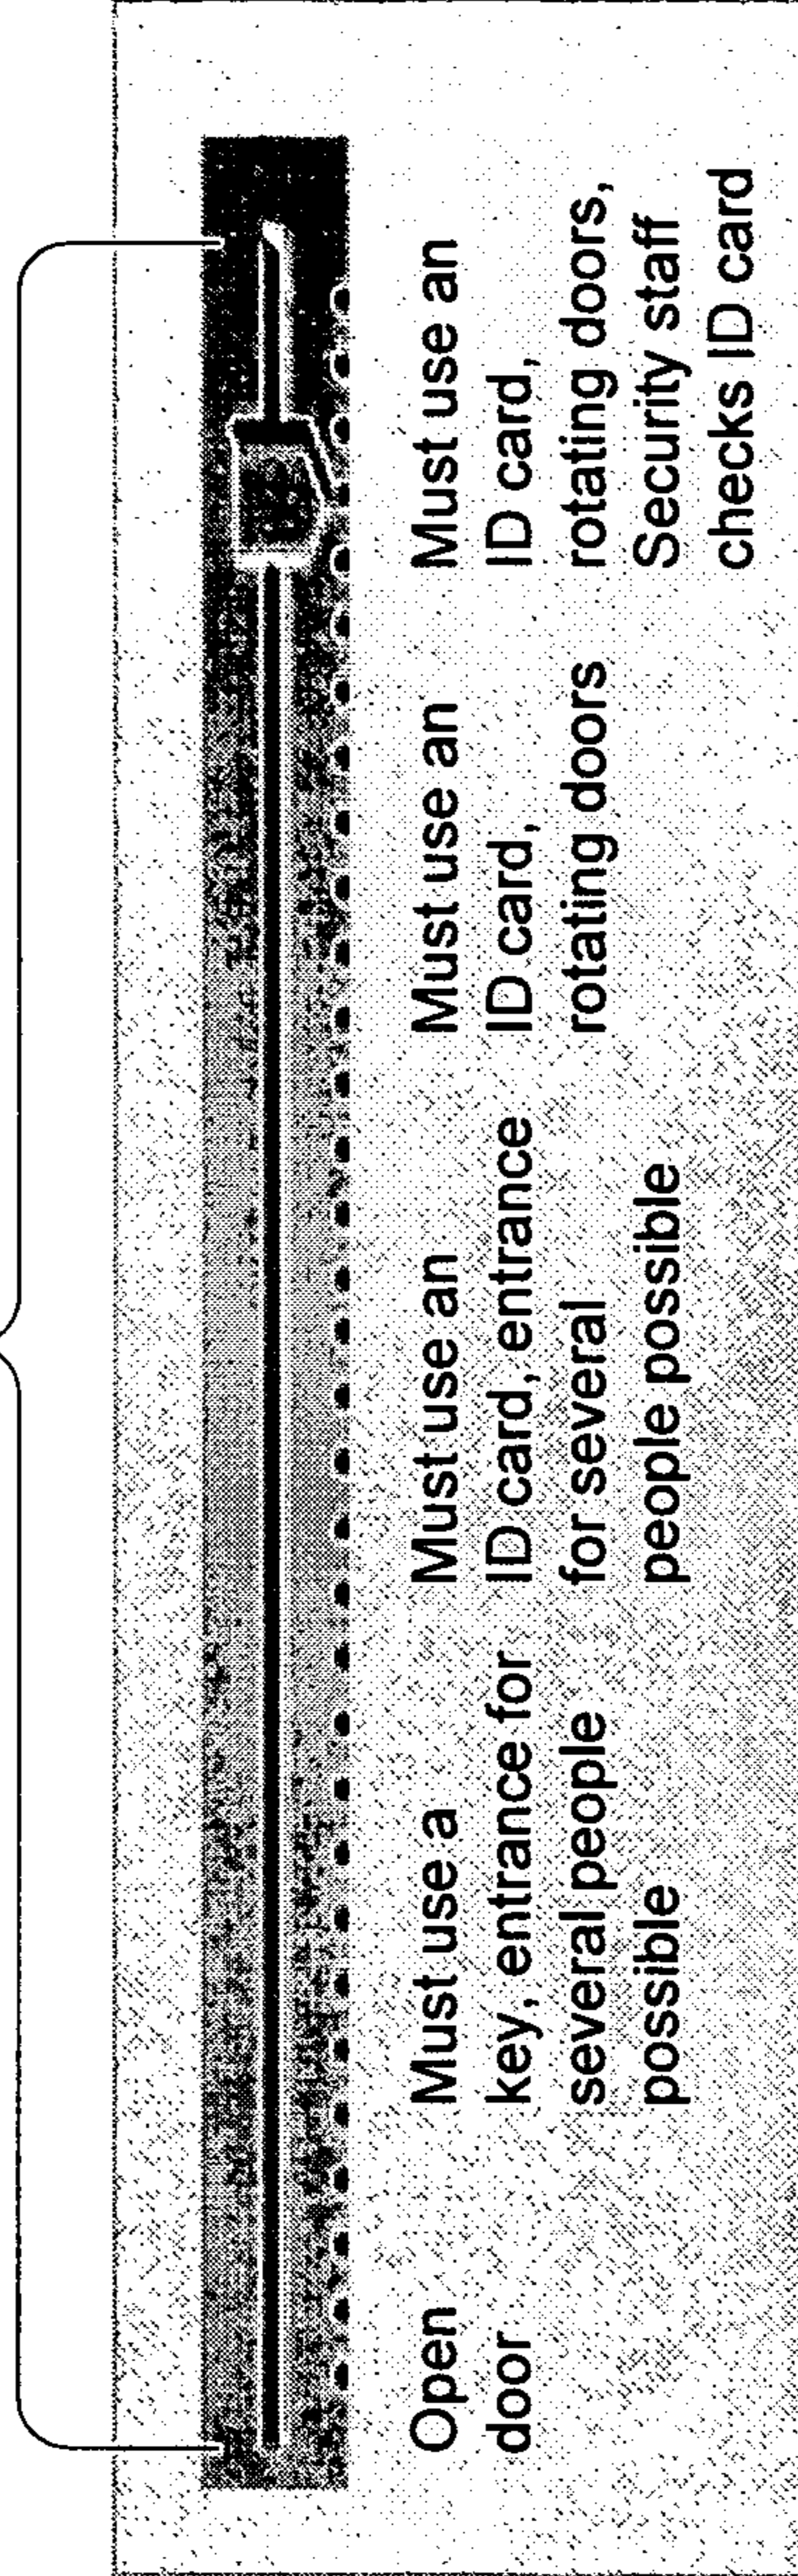 Open
door
Must use a
key, entrance for
several people
possible
Must use an
ID card, entrance
for several
people possible
Must use an
ID card,
rotating doors
Must use an
ID card,
rotating doors,
Security staff
checks ID card